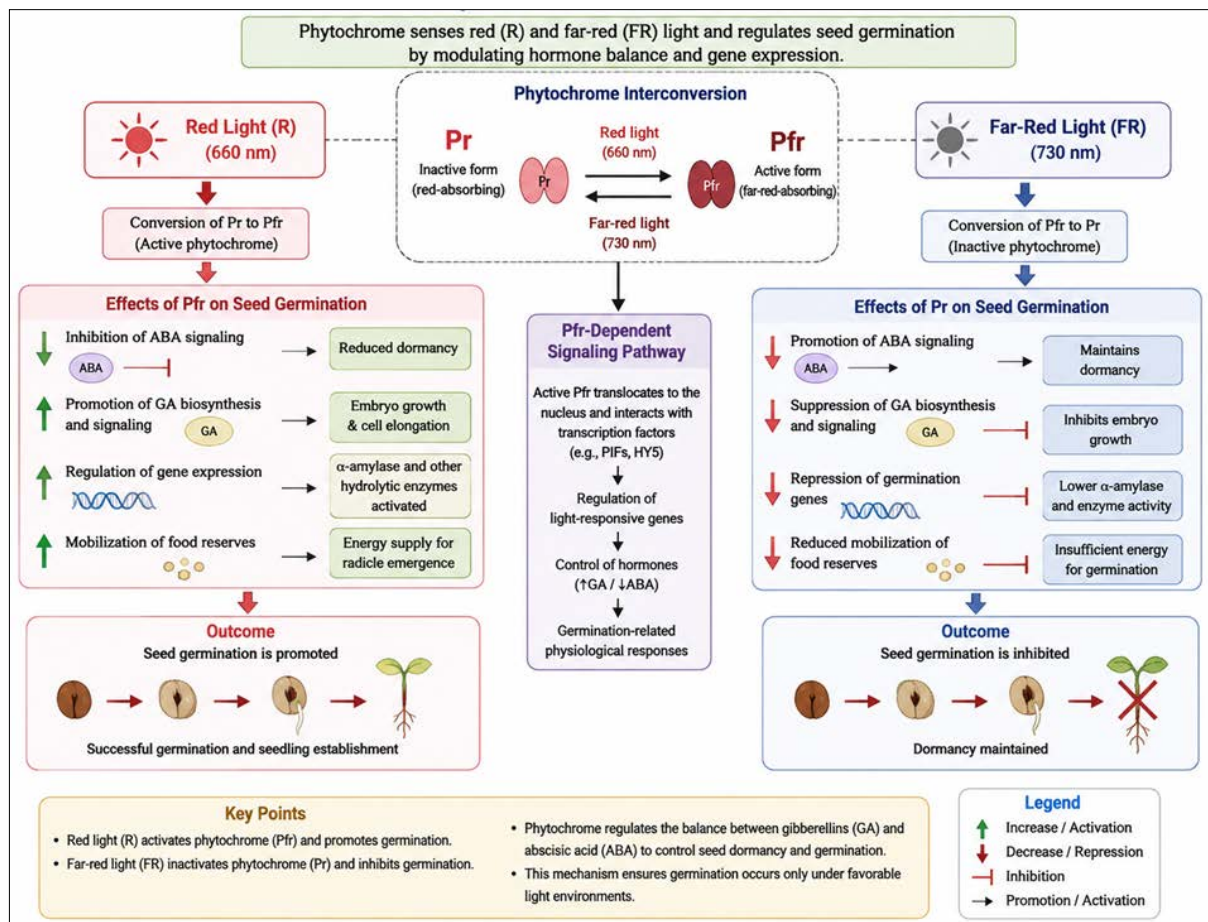 Phytochrome senses red (R) and far-red (FR) light and regulates seed germination
by modulating hormone balance and gene expression.
Phytochrome Interconversion
Pr
Inactive form
(red-absorbing)
Pr
Red light
(660 nm)
Far-red light
(730 nm)
Pfr
Pfr
Active form
(far-red-absorbing)
Red Light (R)
(660 nm)
Conversion of Pr to Pfr
(Active phytochrome)
Effects of Pfr on Seed Germination
Inhibition of ABA signaling
ABA
Reduced dormancy
Promotion of GA biosynthesis
and signaling
GA
Embryo growth
& cell elongation
Regulation of gene expression
α-amylase and other
hydrolytic enzymes
activated
Mobilization of food reserves
Energy supply for
radicle emergence
Outcome
Seed germination is promoted
Successful germination and seedling establishment
Pfr-Dependent
Signaling Pathway
Active Pfr translocates to the
nucleus and interacts with
transcription factors
(e.g., PIFs, HY5)
Regulation of
light-responsive genes
Control of hormones
(↑GA / ↓ABA)
Germination-related
physiological responses
Far-Red Light (FR)
(730 nm)
Conversion of Pfr to Pr
(Inactive phytochrome)
Effects of Pr on Seed Germination
Promotion of ABA signaling
ABA
Maintains
dormancy
Suppression of GA biosynthesis
and signaling
GA
Inhibits embryo
growth
Repression of germination
genes
Lower α-amylase
and enzyme activity
Reduced mobilization of
food reserves
Insufficient energy
for germination
Outcome
Seed germination is inhibited
Dormancy maintained
Key Points
• Red light (R) activates phytochrome (Pfr) and promotes germination.
• Far-red light (FR) inactivates phytochrome (Pr) and inhibits germination.
• Phytochrome regulates the balance between gibberellins (GA) and
abscisic acid (ABA) to control seed dormancy and germination.
• This mechanism ensures germination occurs only under favorable
light environments.
Legend
Increase / Activation
Decrease / Repression
Inhibition
Promotion / Activation